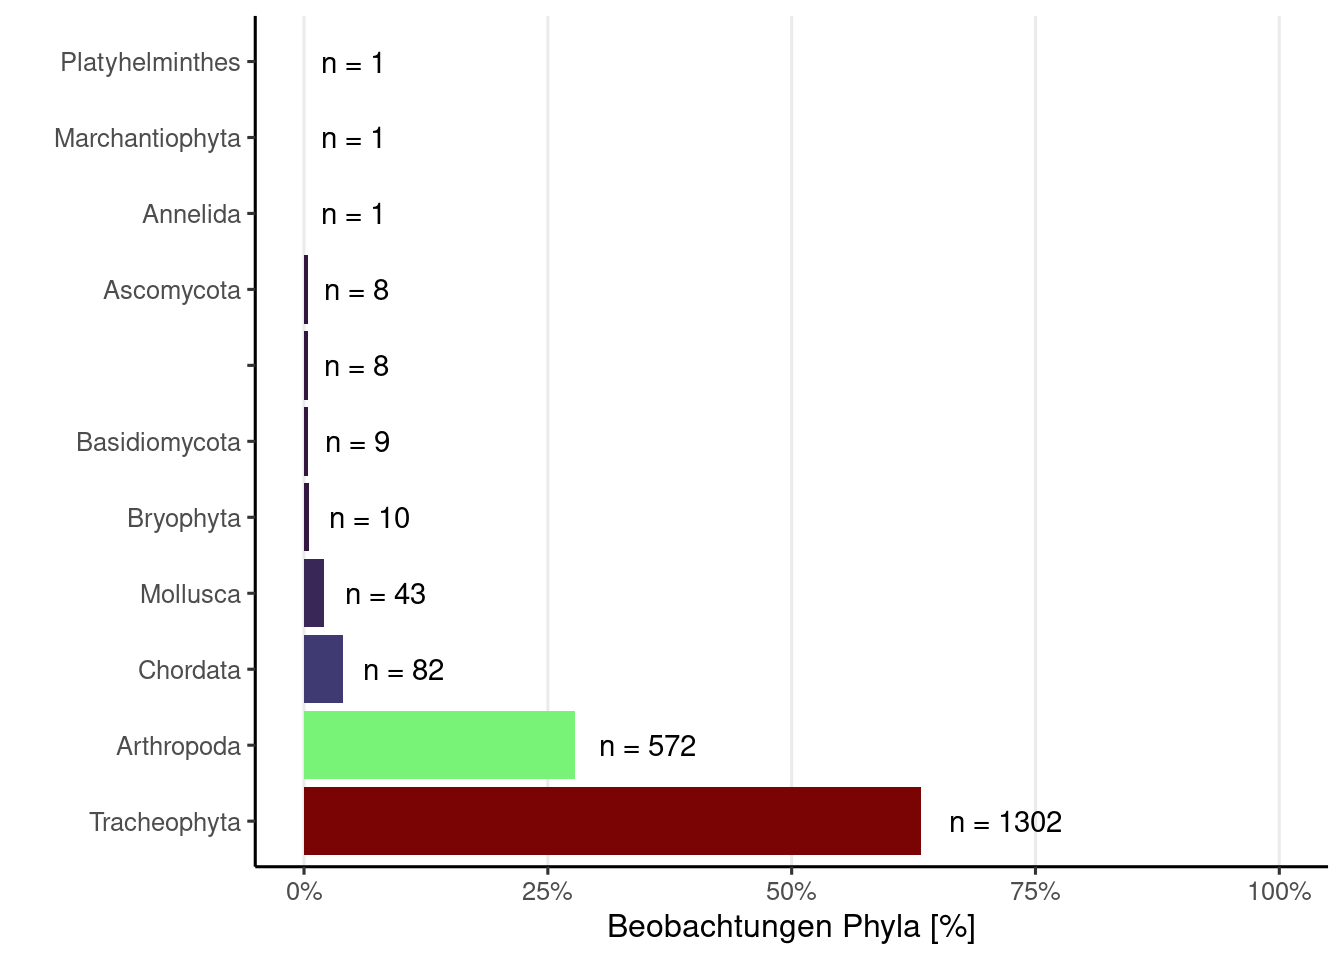 Platyhelminthes n = 1
Marchantiophyta n = 1
Annelida n = 1
Ascomycota n = 8
n = 8
Basidiomycota n = 9
Bryophyta n = 10
Mollusca n = 43
Chordata n = 82
Arthropoda n = 572
Tracheophyta n = 1302
0% 25% 50% 75% 100%
Beobachtungen Phyla [%]